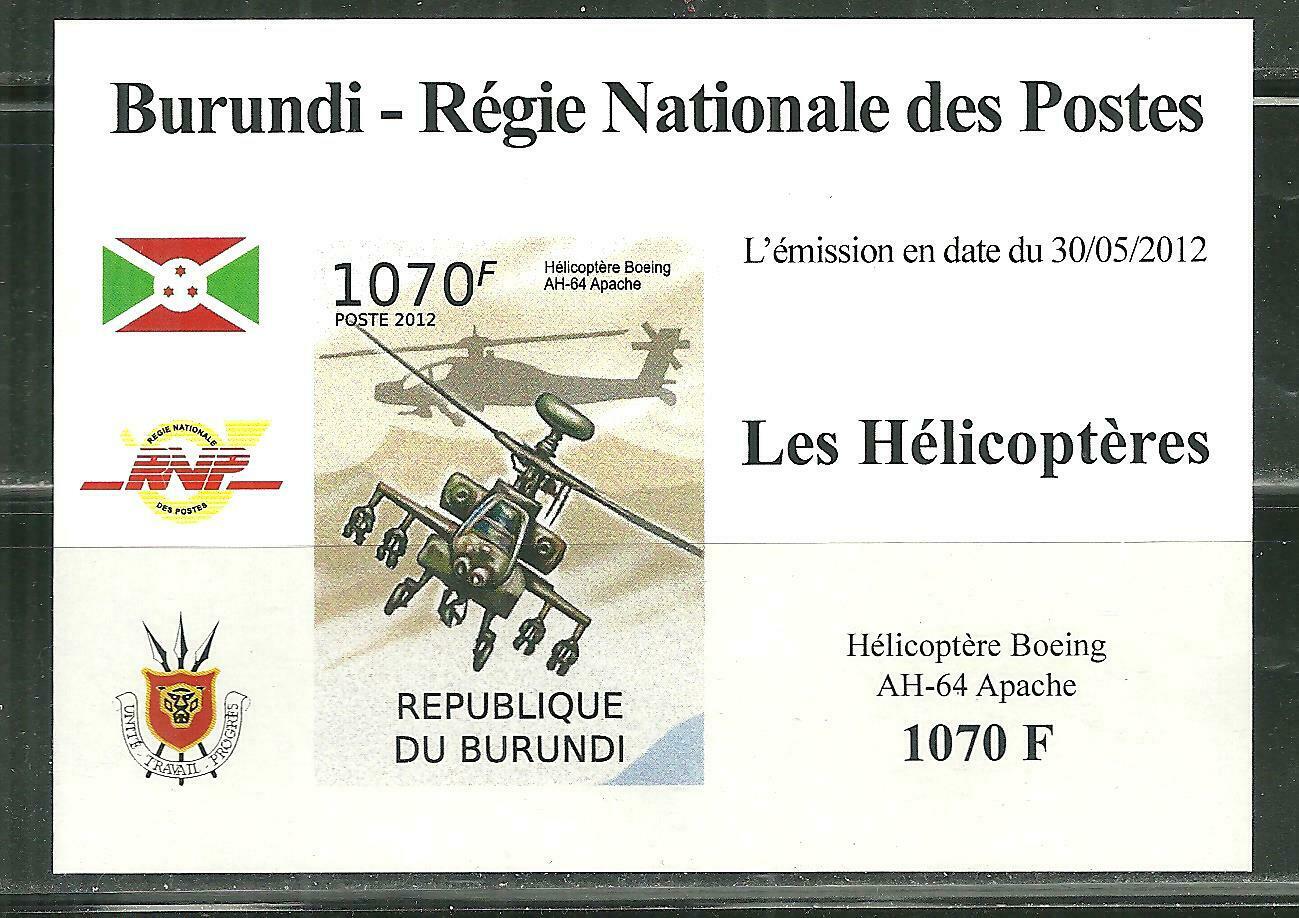 Burundi - Régie Nationale des Postes
L'émission en date du 30/05/2012
1070F
POSTE 2012
Hélicoptère Boeing
AH-64 Apache
REGIE NATIONALE
RNP
DES POSTES
Les Hélicoptères
UNITE - TRAVAIL - PROGRES
REPUBLIQUE
DU BURUNDI
Hélicoptère Boeing
AH-64 Apache
1070 F